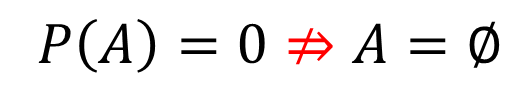 P(A) = 0 ⇏ A = ∅